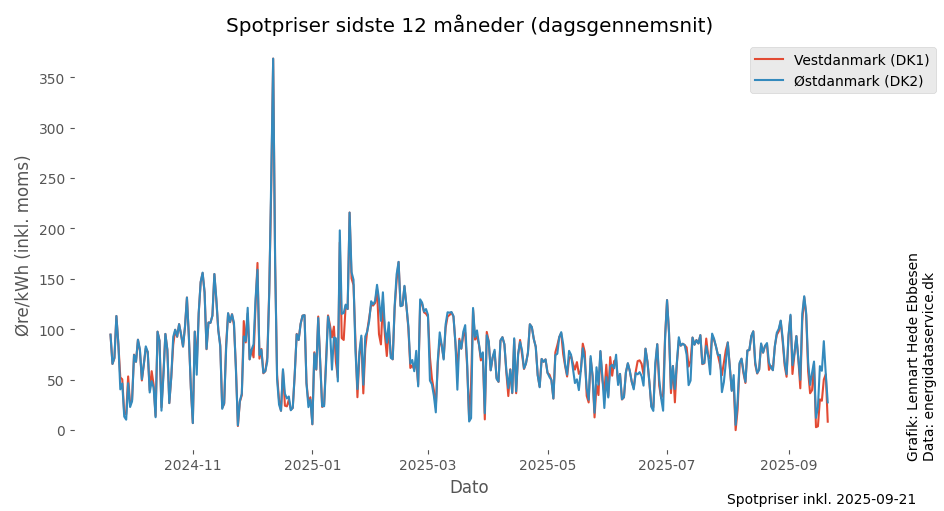 Spotpriser sidste 12 måneder (dagsgennemsnit)
Vestdanmark (DK1)
Østdanmark (DK2)
Øre/kWh (inkl. moms)
350
300
250
200
150
100
50
0
2024-11
2025-01
2025-03
2025-05
2025-07
2025-09
Dato
Grafik: Lennart Hede Ebbesen
Data: energidataservice.dk
Spotpriser inkl. 2025-09-21